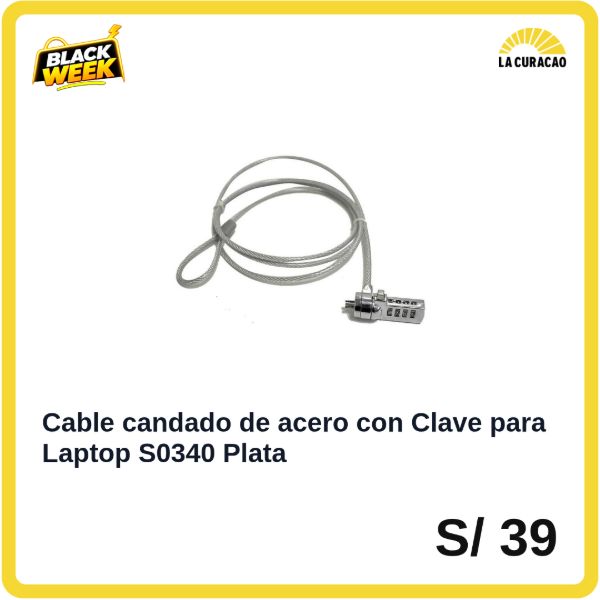 BLACK
WEEK
LA CURACAO
Cable candado de acero con Clave para
Laptop S0340 Plata
S/ 39